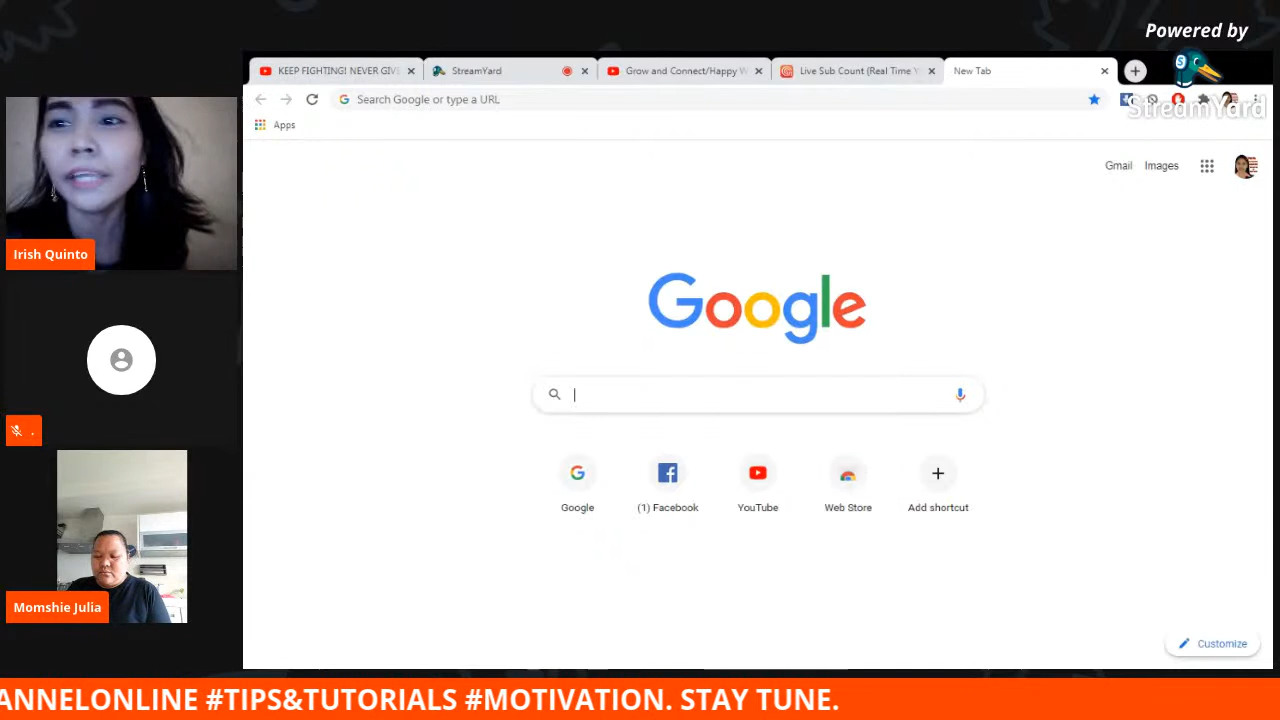 Powered by
StreamYard
KEEP FIGHTING! NEVER GIVE
StreamYard
Grow and Connect/Happy W
Live Sub Count (Real Time Y
New Tab
Search Google or type a URL
Apps
Gmail
Images
Irish Quinto
Google
.
Google
(1) Facebook
YouTube
Web Store
Add shortcut
Momshie Julia
Customize
ANNELONLINE #TIPS&TUTORIALS #MOTIVATION. STAY TUNE.